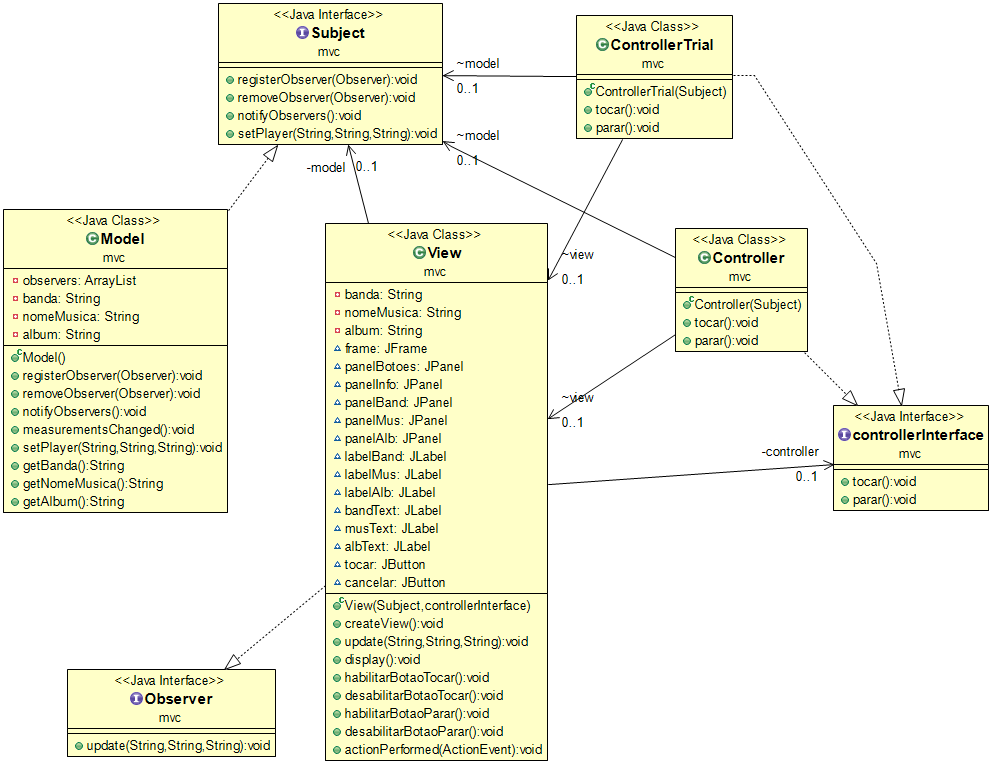 <<Java Interface>>
Subject
mvc
registerObserver(Observer):void
removeObserver(Observer):void
notifyObservers():void
setPlayer(String,String,String):void
<<Java Class>>
ControllerTrial
mvc
ControllerTrial(Subject)
tocar():void
parar():void
~model
0..1
~model
0..1
-model
0..1
<<Java Class>>
Model
mvc
observers: ArrayList
banda: String
nomeMusica: String
album: String
Model()
registerObserver(Observer):void
removeObserver(Observer):void
notifyObservers():void
measurementsChanged():void
setPlayer(String,String,String):void
getBanda():String
getNomeMusica():String
getAlbum():String
<<Java Class>>
View
mvc
banda: String
nomeMusica: String
album: String
frame: JFrame
panelBotoes: JPanel
panelInfo: JPanel
panelBand: JPanel
panelMus: JPanel
panelAlb: JPanel
labelBand: JLabel
labelMus: JLabel
labelAlb: JLabel
bandText: JLabel
musText: JLabel
albText: JLabel
tocar: JButton
cancelar: JButton
View(Subject,controllerInterface)
createView():void
update(String,String,String):void
display():void
habilitarBotaoTocar():void
desabilitarBotaoTocar():void
habilitarBotaoParar():void
desabilitarBotaoParar():void
actionPerformed(ActionEvent):void
~view
0..1
<<Java Class>>
Controller
mvc
Controller(Subject)
tocar():void
parar():void
~view
0..1
-controller
0..1
<<Java Interface>>
controllerInterface
mvc
tocar():void
parar():void
<<Java Interface>>
Observer
mvc
update(String,String,String):void